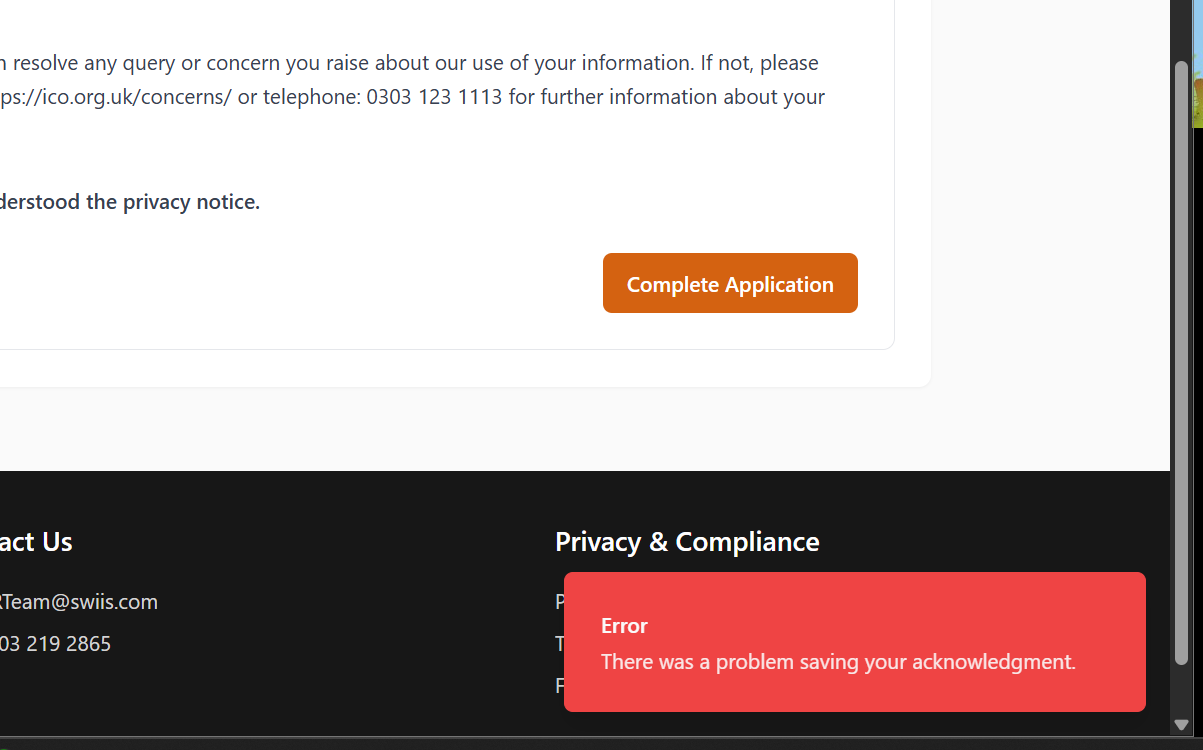 n resolve any query or concern you raise about our use of your information. If not, please
ps://ico.org.uk/concerns/ or telephone: 0303 123 1113 for further information about your
derstood the privacy notice.
Complete Application
act Us
Privacy & Compliance
RTeam@swiis.com
P
03 219 2865
T
F
Error
There was a problem saving your acknowledgment.